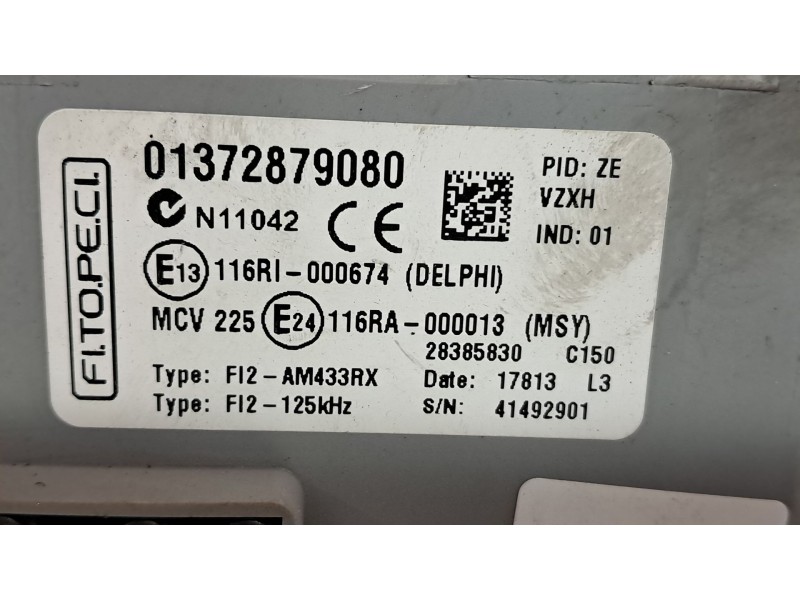 FI.TO.PE.CI.
01372879080
N11042 CE
E13 116RI-000674 (DELPHI)
MCV 225 E24 116RA-000013 (MSY)
28385830 C150
Type: FI2-AM433RX Date: 17813 L3
Type: FI2-125kHz S/N: 41492901
PID: ZE
VZXH
IND: 01